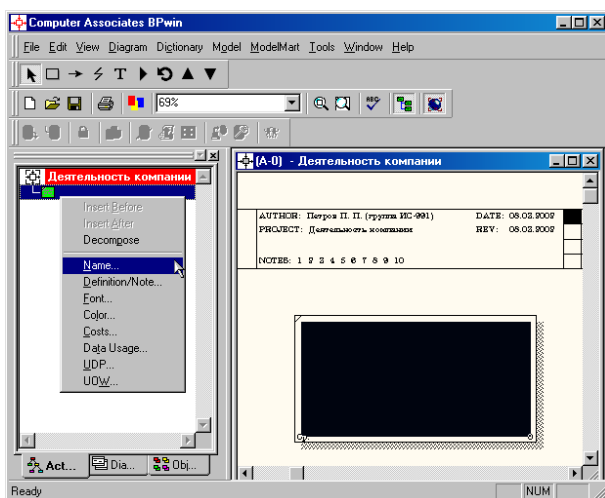 Computer Associates BPwin
File Edit View Diagram Dictionary Model ModelMart Tools Window Help
T
69%
ABC
Деятельность компании
Insert Before
Insert After
Decompose
Name...
Definition/Note...
Font...
Color...
Costs...
Data Usage...
UDP...
UOW...
Act... Dia... Obj...
(A-0) - Деятельность компании
AUTHOR: Петров П. П. (группа ИС-991) DATE: 08.02.2002
PROJECT: Деятельность компании REV: 08.02.2002
NOTES: 1 2 3 4 5 6 7 8 9 10
Ready NUM